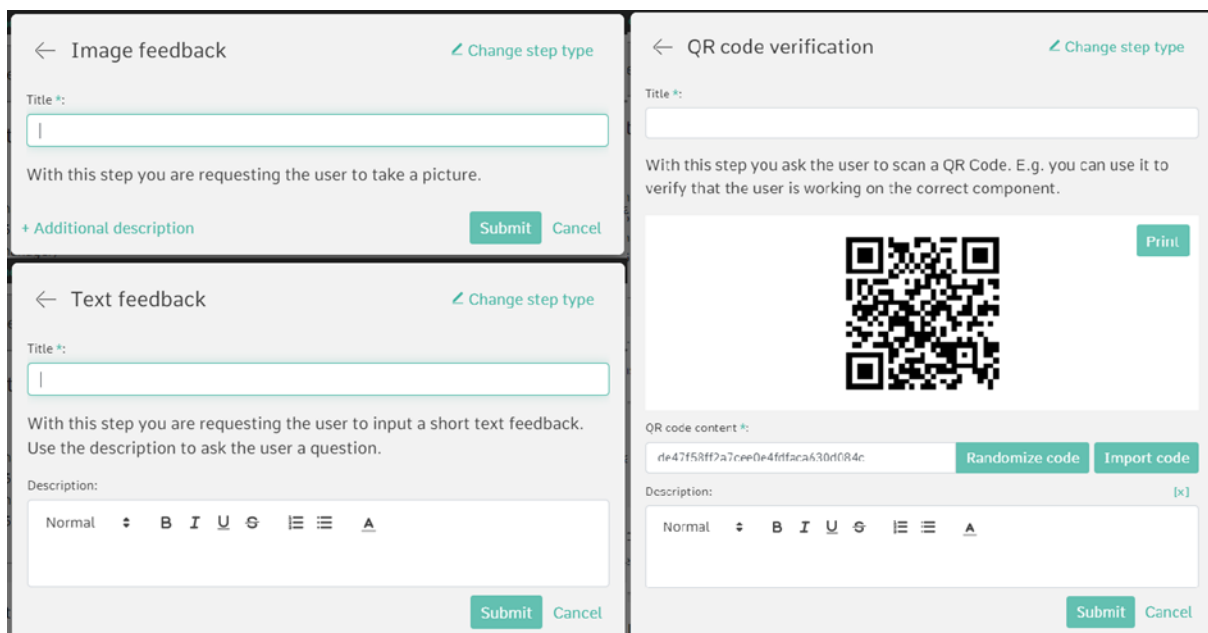 Image feedback
Change step type
Title *:
With this step you are requesting the user to take a picture.
+ Additional description
Submit
Cancel
Text feedback
Change step type
Title *:
With this step you are requesting the user to input a short text feedback.
Use the description to ask the user a question.
Description:
Normal B I U S A
Submit
Cancel
QR code verification
Change step type
Title *:
With this step you ask the user to scan a QR Code. E.g. you can use it to
verify that the user is working on the correct component.
Print
QR code content *:
de47f58ff2a7cee0e4fdfaca630d084c
Randomize code
Import code
Description:
[x]
Normal B I U S A
Submit
Cancel